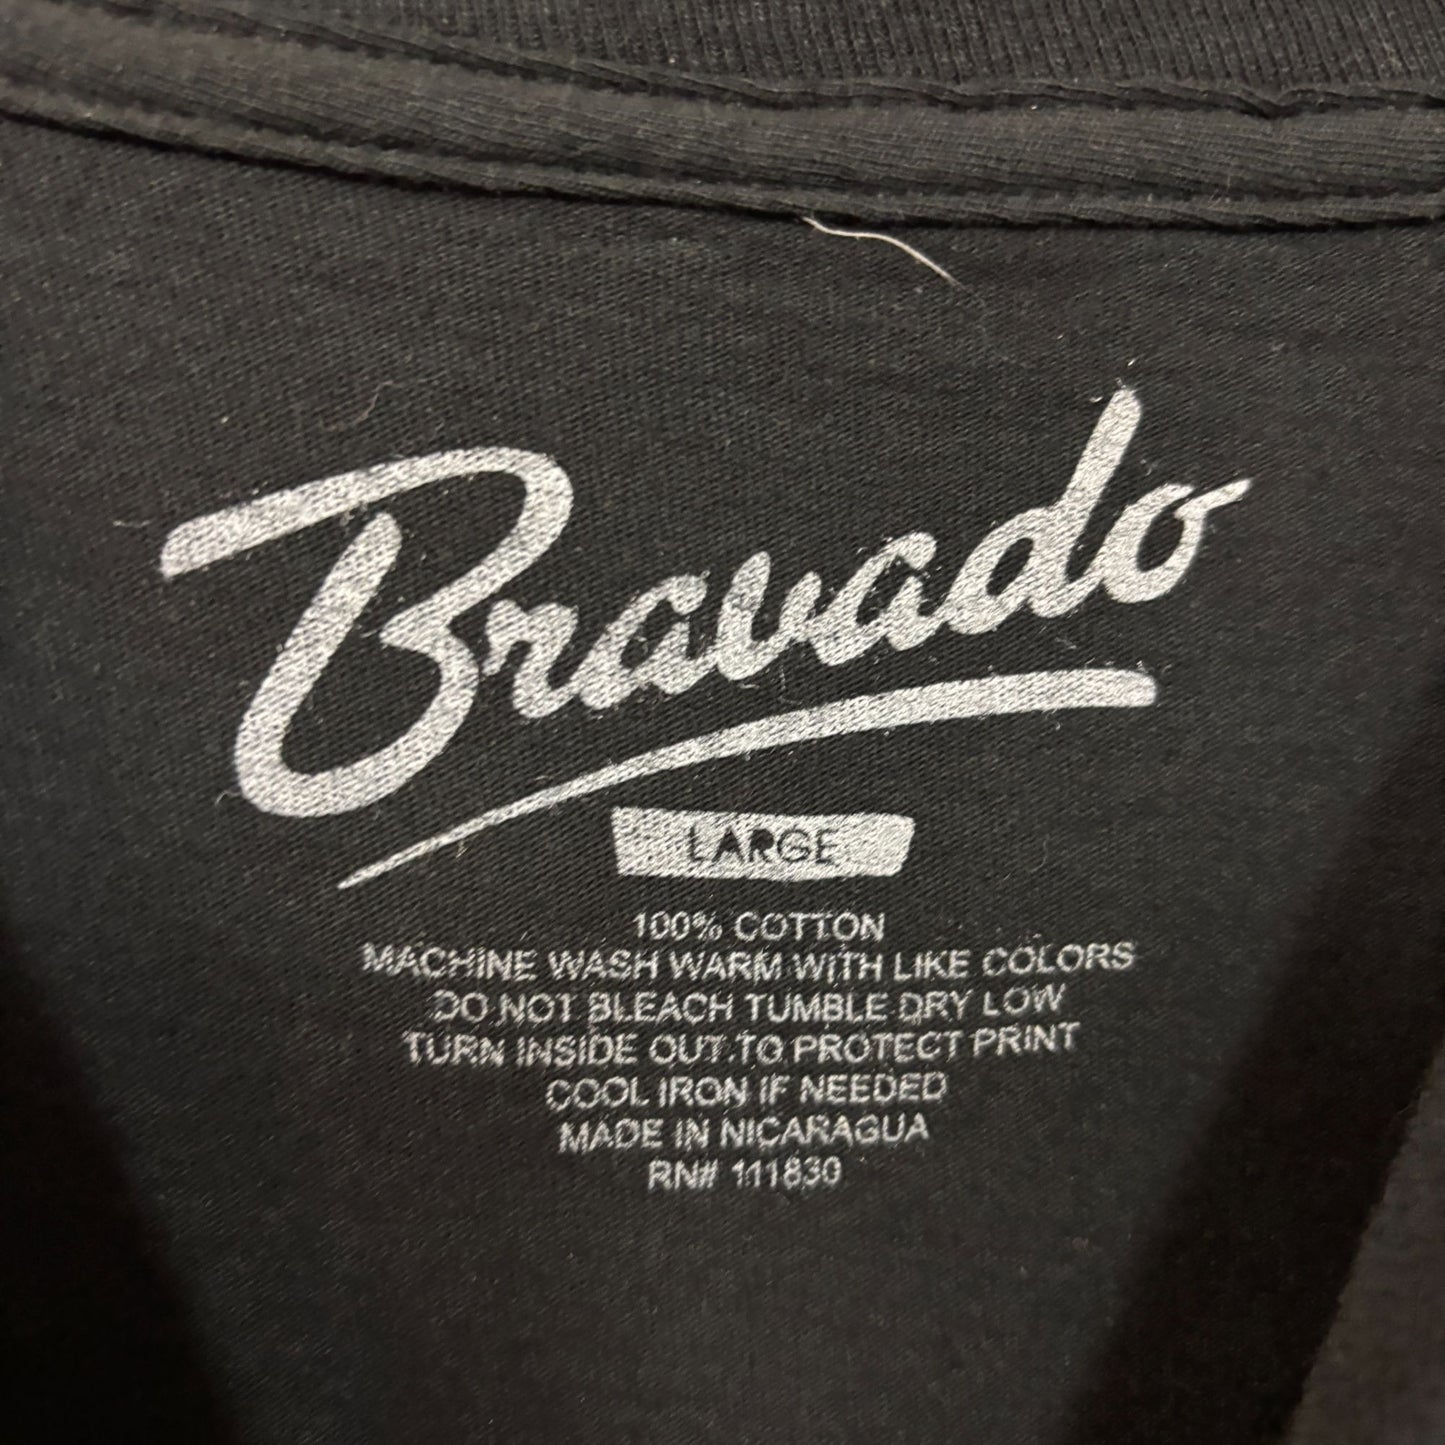 Bravado
LARGE
100% COTTON
MACHINE WASH WARM WITH LIKE COLORS
DO NOT BLEACH TUMBLE DRY LOW
TURN INSIDE OUT TO PROTECT PRINT
COOL IRON IF NEEDED
MADE IN NICARAGUA
RN# 111830